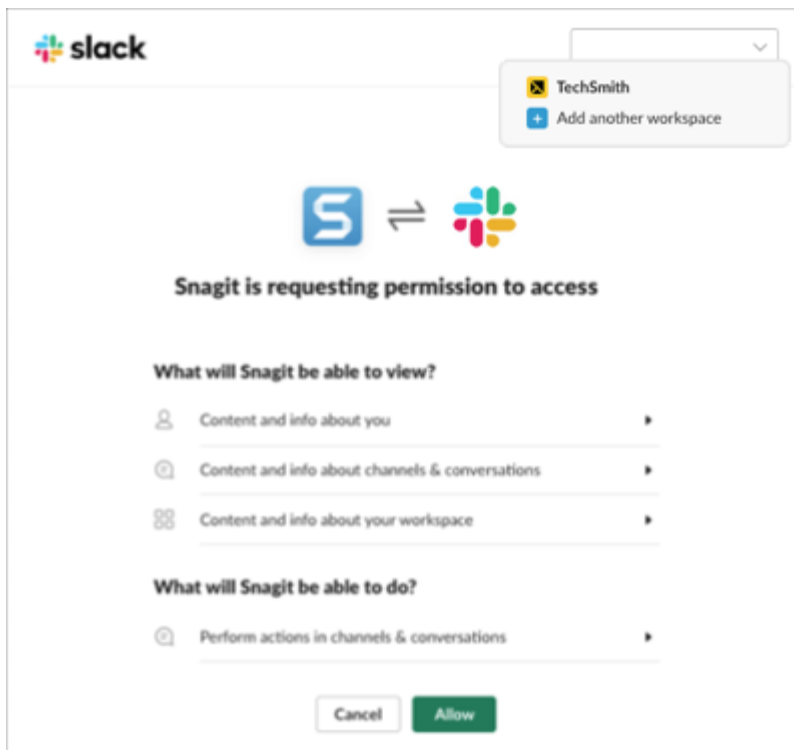 slack
TechSmith
Add another workspace
S
Snagit is requesting permission to access
What will Snagit be able to view?
Content and info about you
Content and info about channels & conversations
Content and info about your workspace
What will Snagit be able to do?
Perform actions in channels & conversations
Cancel Allow